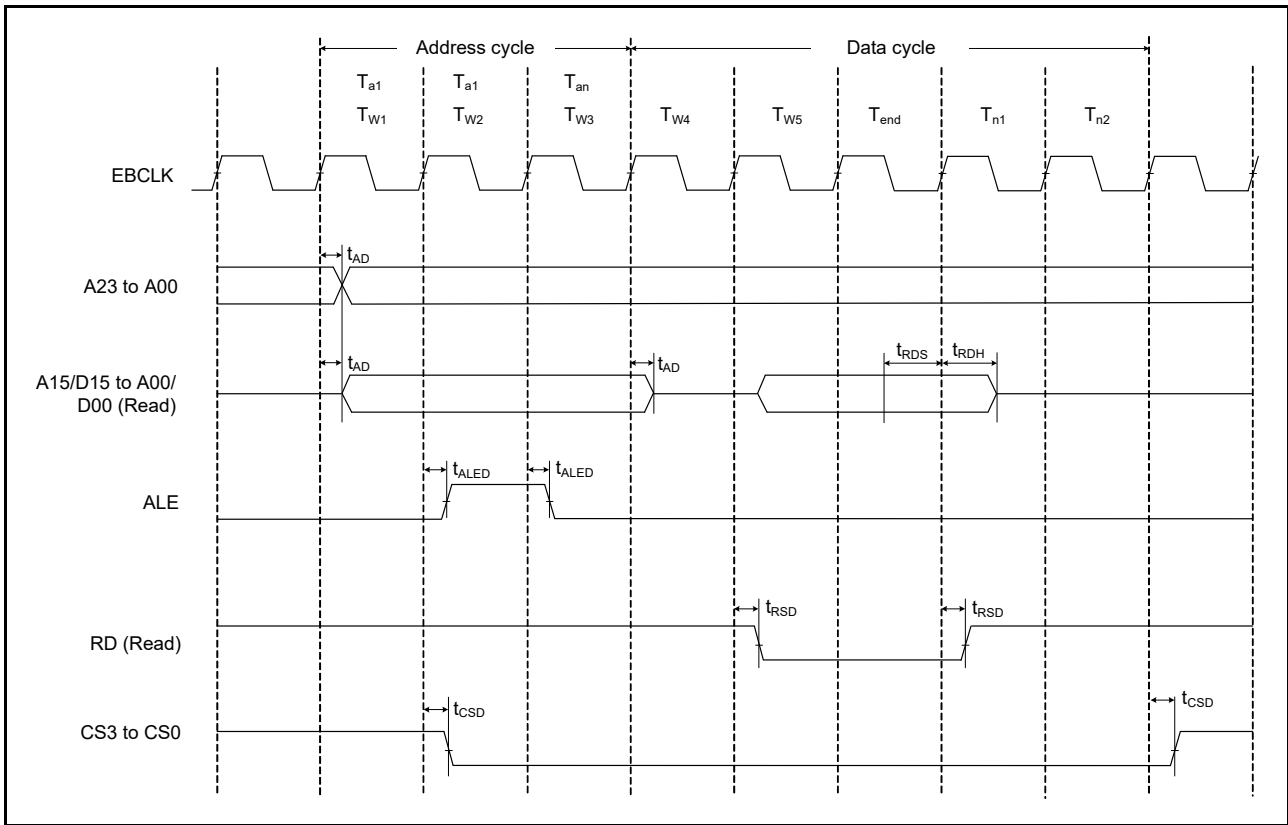 Address cycle Data cycle
Ta1 Ta1 Tan
TW1 TW2 TW3 TW4 TW5 Tend Tn1 Tn2
EBCLK
tAD
A23 to A00
tAD tAD tRDS tRDH
A15/D15 to A00/
D00 (Read)
tALED tALED
ALE
tRSD tRSD
RD (Read)
tCSD tCSD
CS3 to CS0